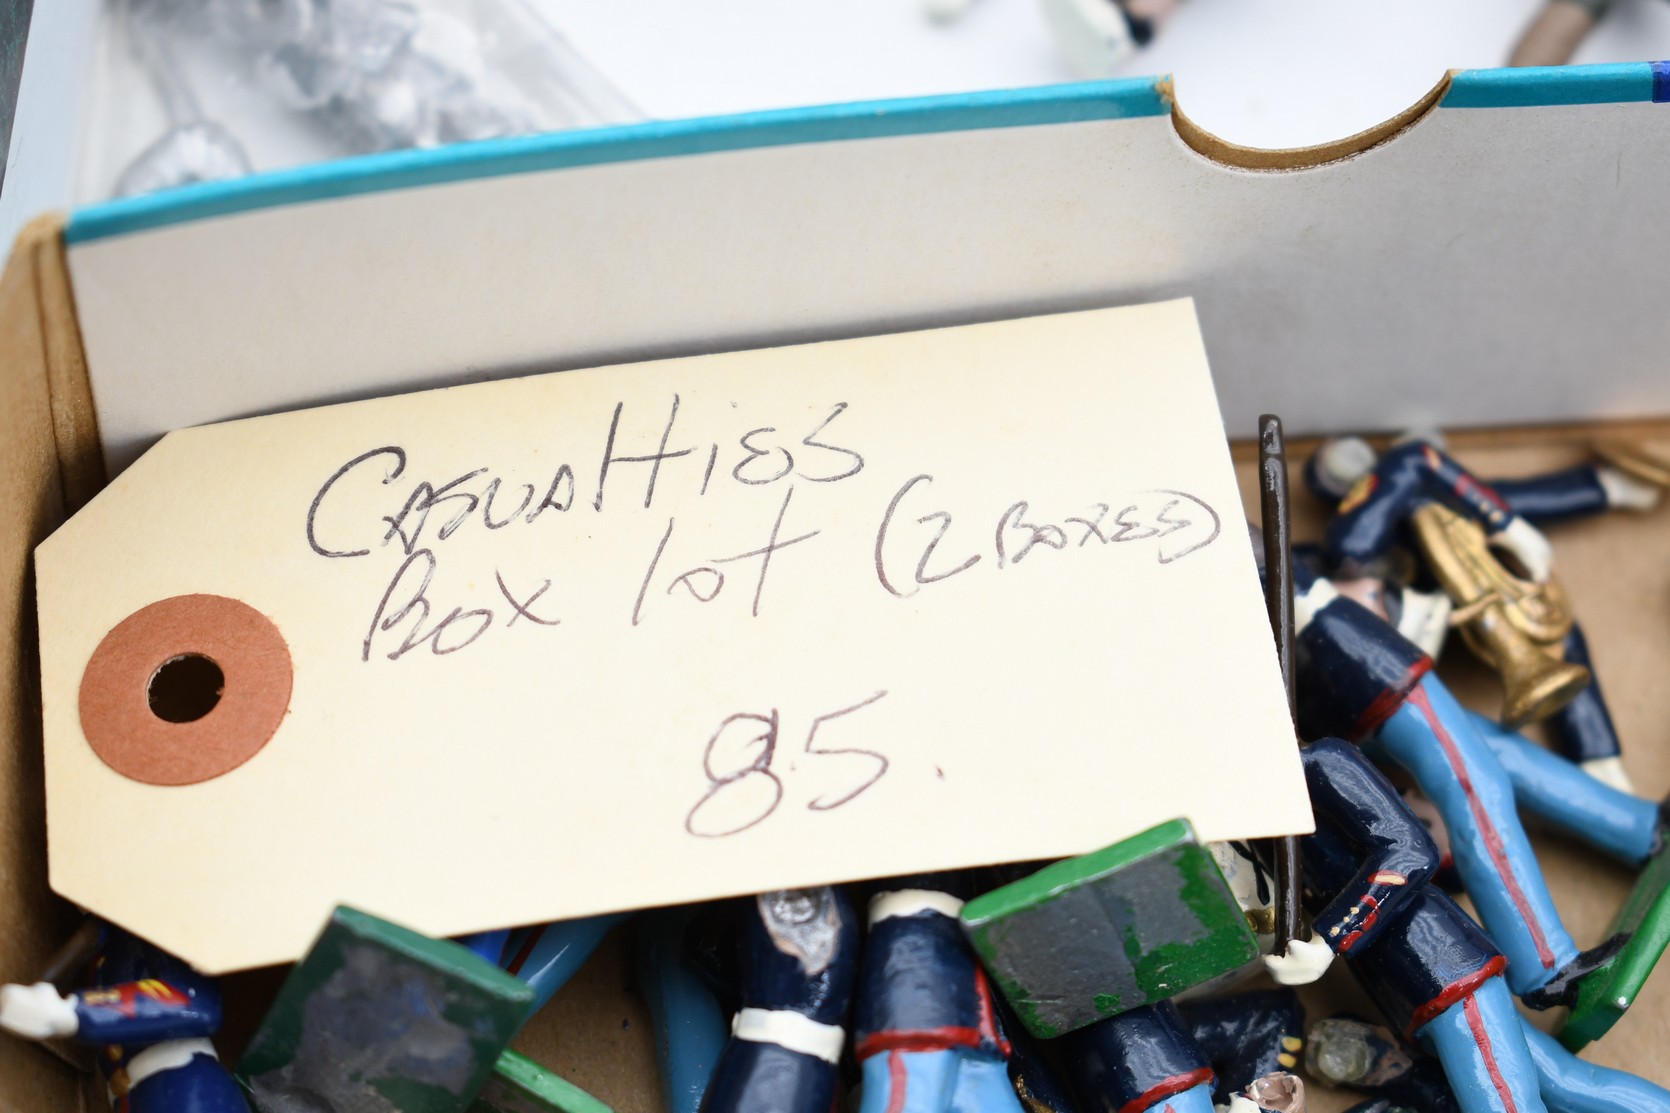 Casualties
Box lot (2 Boxes)
85.